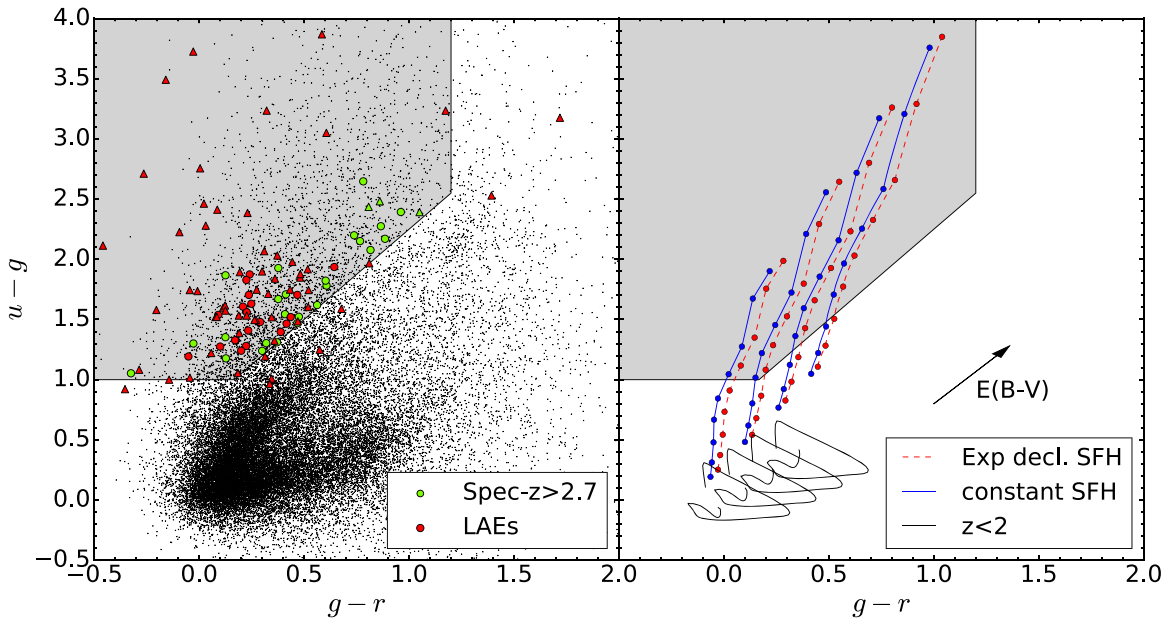 4.0
3.5
3.0
2.5
2.0
1.5
1.0
0.5
0.0
−0.5
u − g
−0.5 0.0 0.5 1.0 1.5 2.0
g − r
Spec-z>2.7
LAEs
0.0 0.5 1.0 1.5 2.0
g − r
E(B-V)
Exp decl. SFH
constant SFH
z<2